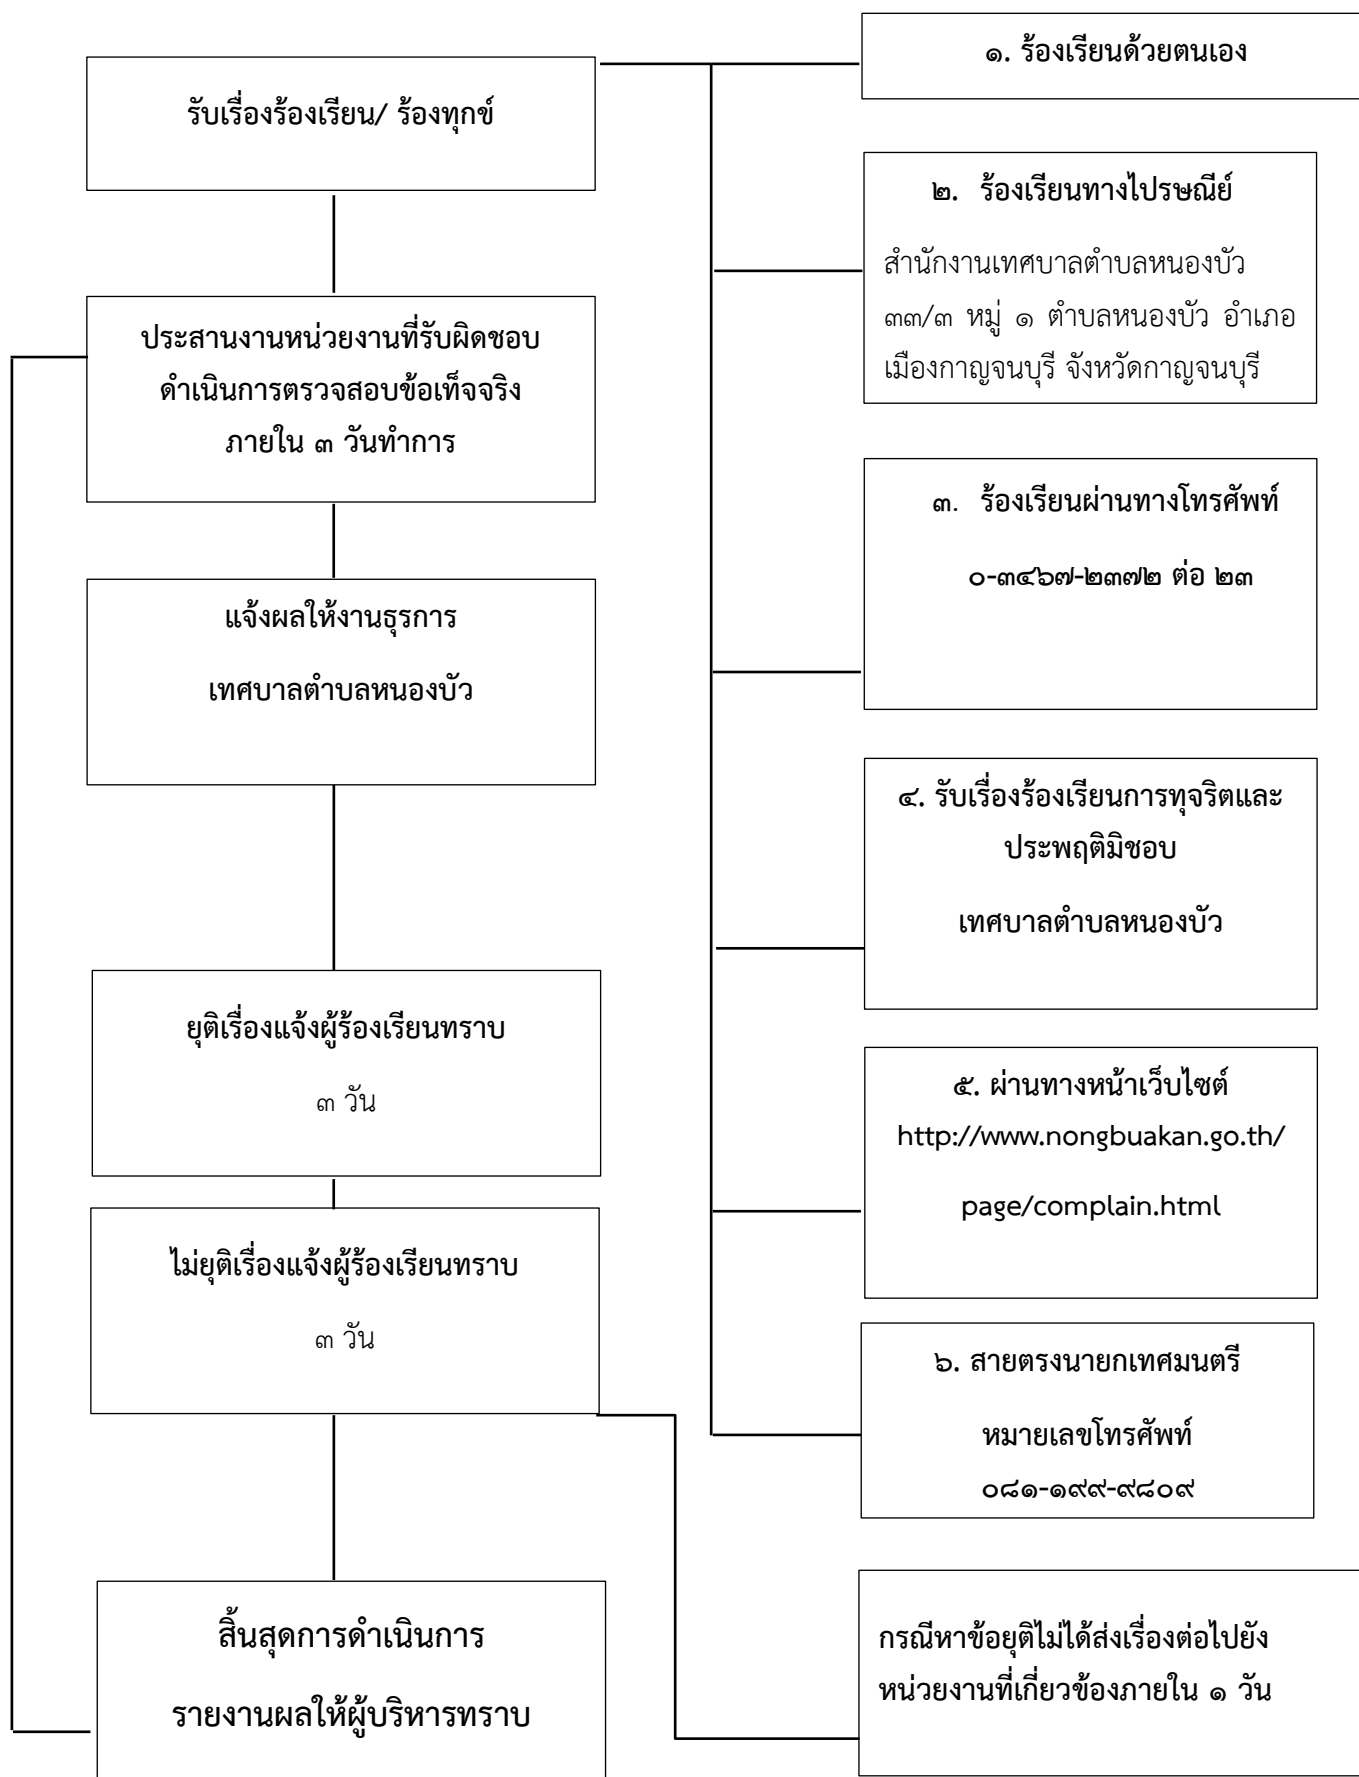 รับเรื่องร้องเรียน/ ร้องทุกข์
ประสานงานหน่วยงานที่รับผิดชอบ
ดำเนินการตรวจสอบข้อเท็จจริง
ภายใน ๓ วันทำการ
แจ้งผลให้งานธุรการ
เทศบาลตำบลหนองบัว
ยุติเรื่องแจ้งผู้ร้องเรียนทราบ
๓ วัน
ไม่ยุติเรื่องแจ้งผู้ร้องเรียนทราบ
๓ วัน
สิ้นสุดการดำเนินการ
รายงานผลให้ผู้บริหารทราบ
๑. ร้องเรียนด้วยตนเอง
๒. ร้องเรียนทางไปรษณีย์
สำนักงานเทศบาลตำบลหนองบัว
๓๓/๓ หมู่ ๑ ตำบลหนองบัว อำเภอ
เมืองกาญจนบุรี จังหวัดกาญจนบุรี
๓. ร้องเรียนผ่านทางโทรศัพท์
๐-๓๔๖๗-๒๓๗๒ ต่อ ๒๓
๔. รับเรื่องร้องเรียนการทุจริตและ
ประพฤติมิชอบ
เทศบาลตำบลหนองบัว
๕. ผ่านทางหน้าเว็บไซต์
http://www.nongbuakan.go.th/
page/complain.html
๖. สายตรงนายกเทศมนตรี
หมายเลขโทรศัพท์
๐๘๑-๑๙๙-๙๘๐๙
กรณีหาข้อยุติไม่ได้ส่งเรื่องต่อไปยัง
หน่วยงานที่เกี่ยวข้องภายใน ๑ วัน